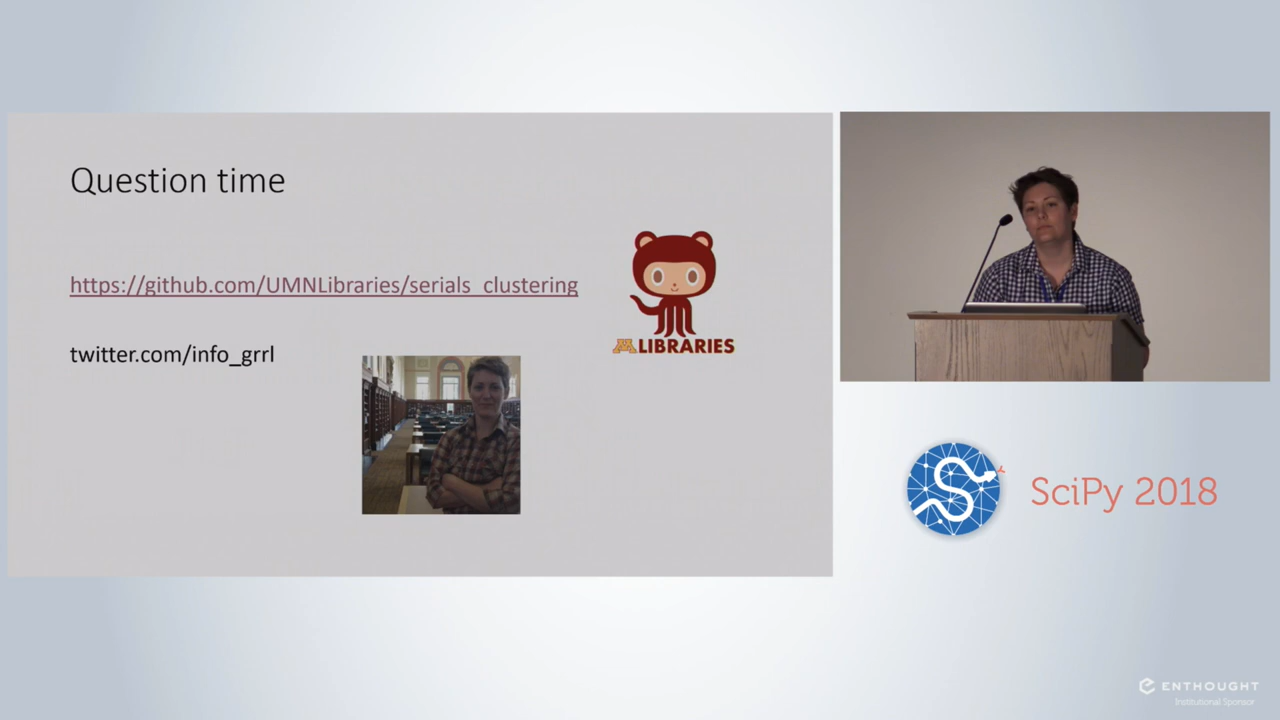 Question time
https://github.com/UMNLibraries/serials_clustering
twitter.com/info_grrl
M LIBRARIES
SciPy 2018
ENTHOUGHT
Institutional Sponsor